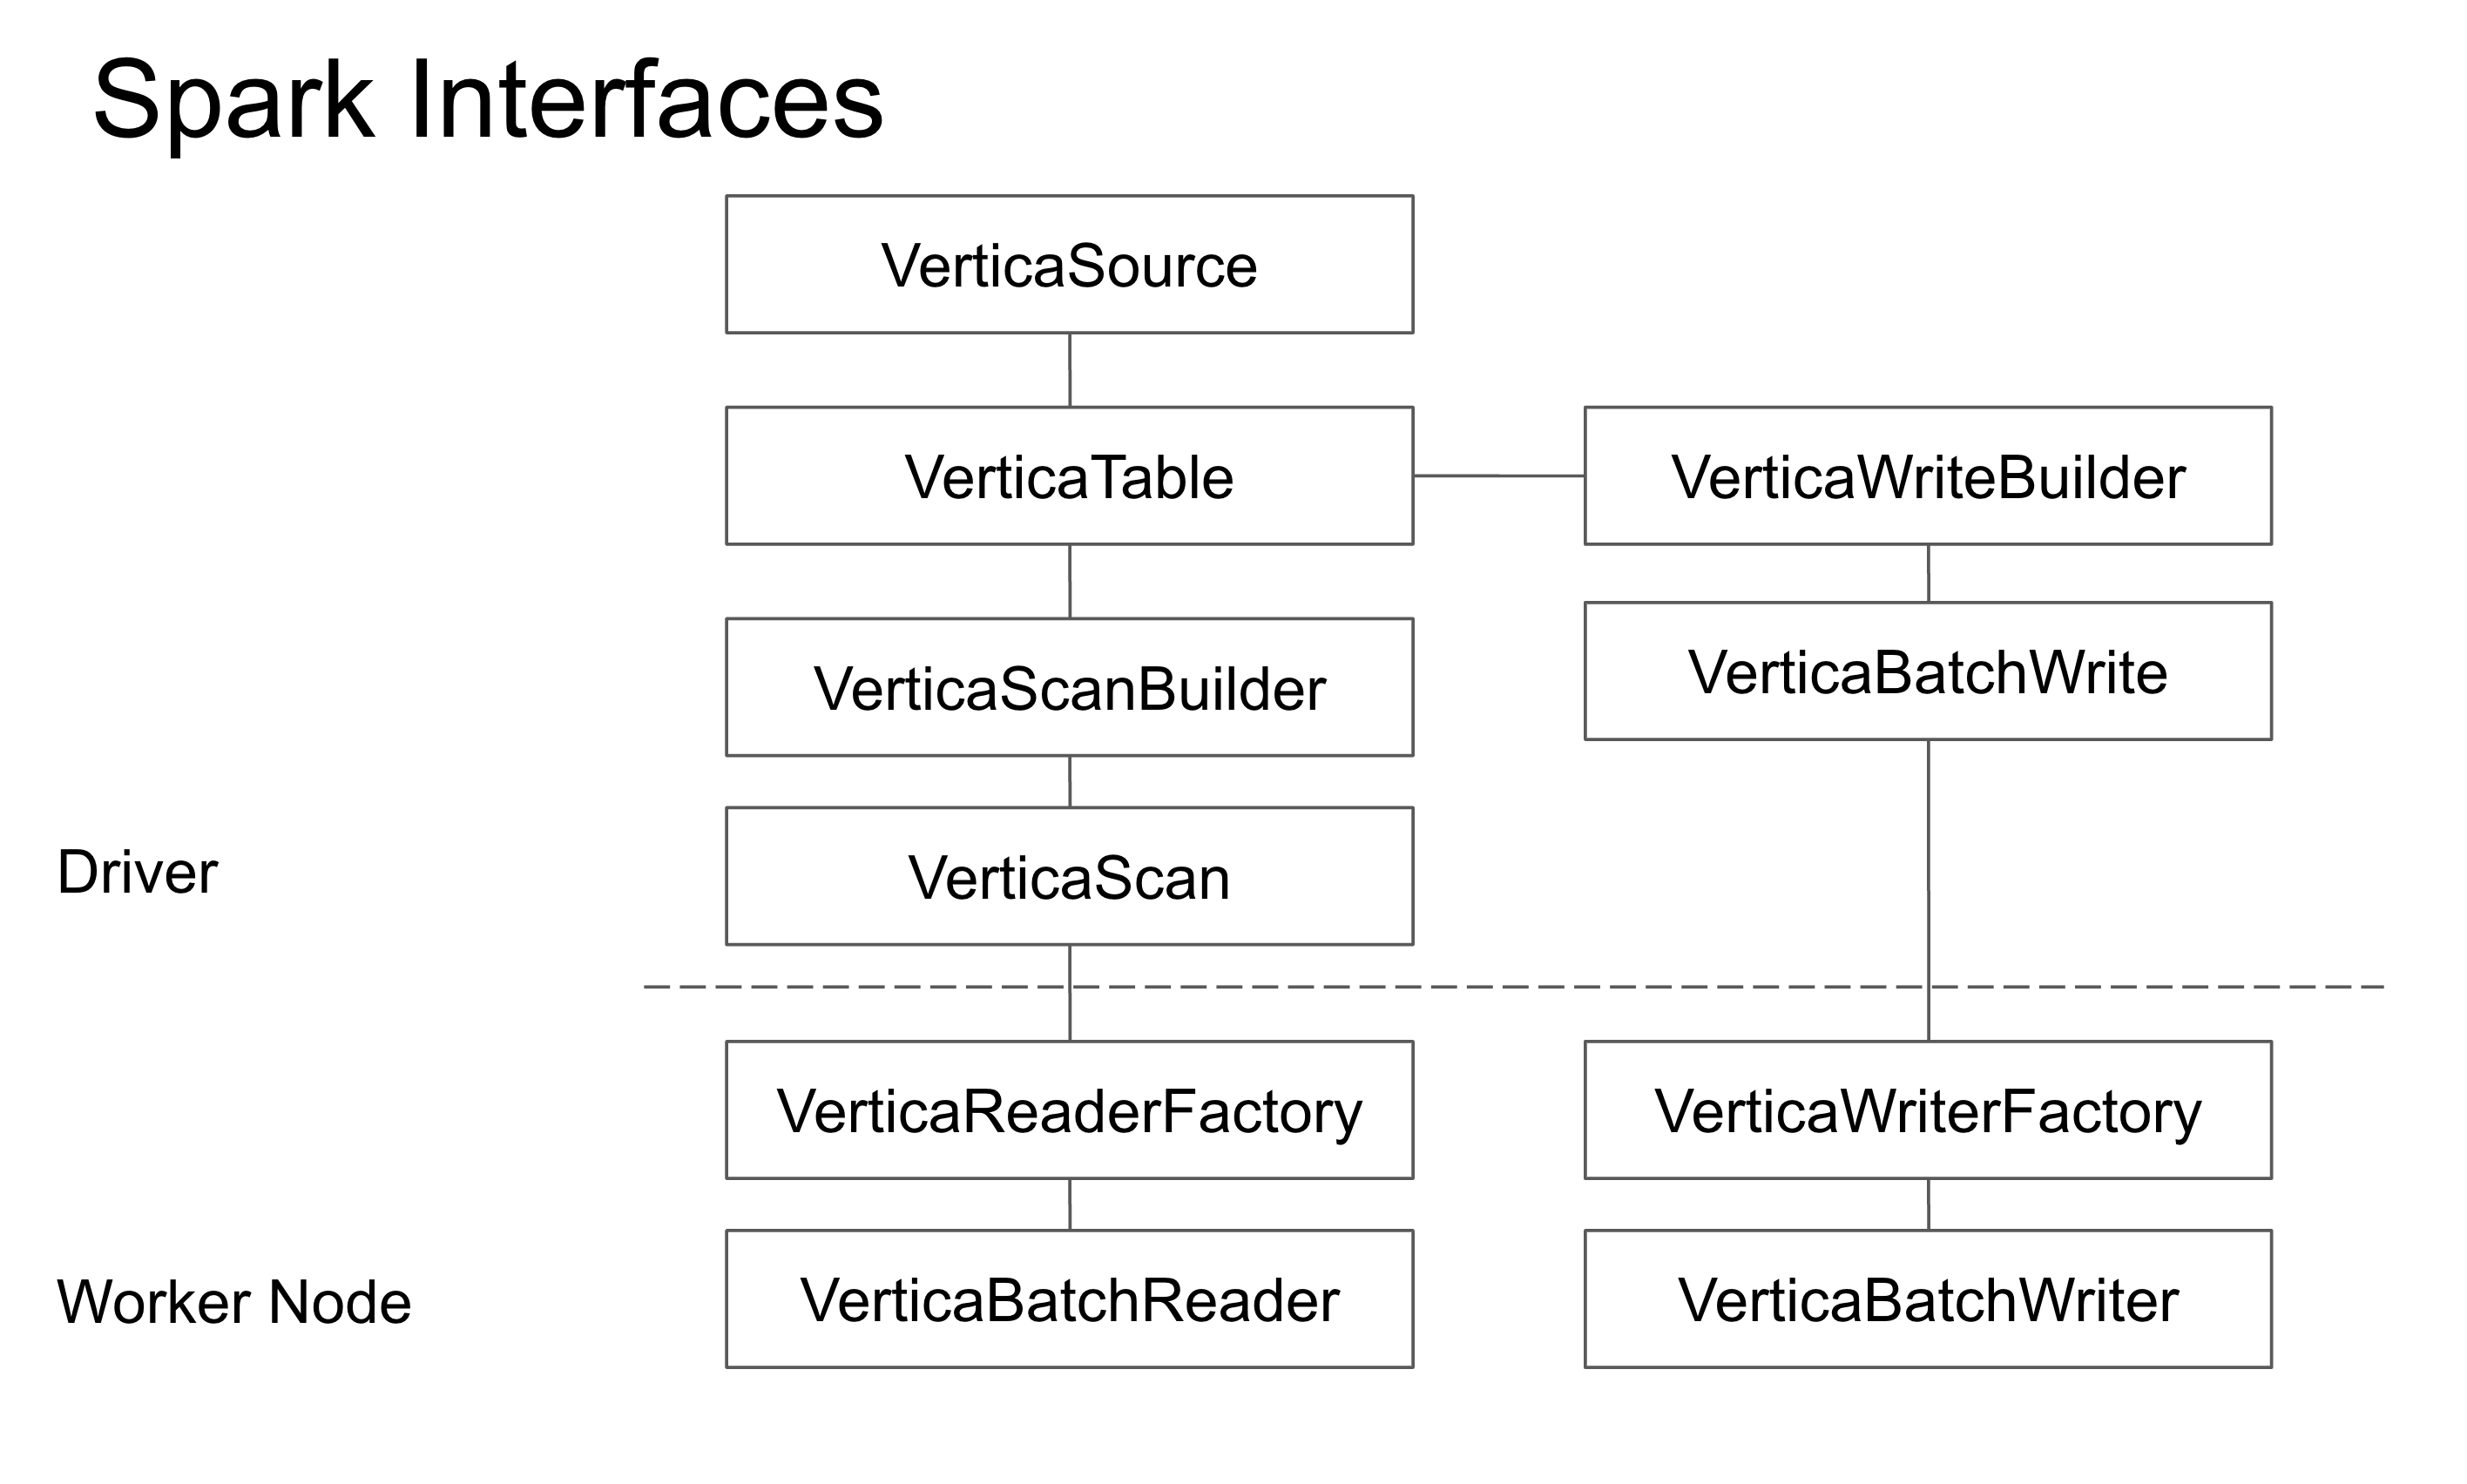 Spark Interfaces
VerticaSource
VerticaTable
VerticaWriteBuilder
VerticaScanBuilder
VerticaBatchWrite
Driver
VerticaScan
VerticaReaderFactory
VerticaWriterFactory
Worker Node
VerticaBatchReader
VerticaBatchWriter